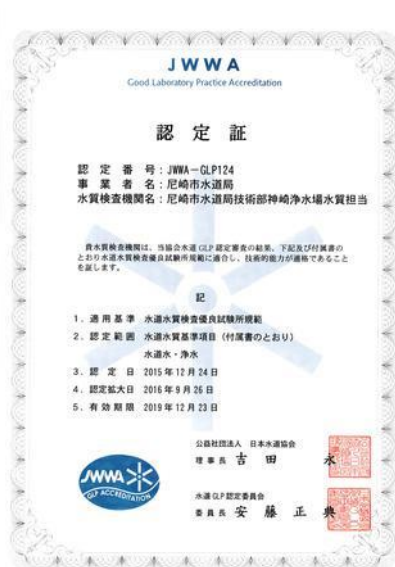 JWWA
Good Laboratory Practice Accreditation
認定証
認定番号：JWWA－GLP124
事業者名：尼崎市水道局
水質検査機関名：尼崎市水道局技術部神崎浄水場水質担当
貴水質検査機関は、当協会水道GLP認定審査の結果、下記及び付属書の
とおり水道水質検査優良試験所規範に適合し、技術的能力が適格であること
を証します。
記
1．適用基準 水道水質検査優良試験所規範
2．認定範囲 水道水質基準項目（付属書のとおり）
水道水・浄水
3．認定日 2015年12月24日
4．認定拡大日 2016年9月26日
5．有効期限 2019年12月23日
公益社団法人 日本水道協会
理事長 吉田 永
水道GLP認定委員会
委員長 安藤正典
JWWA
GLP ACCREDITATION